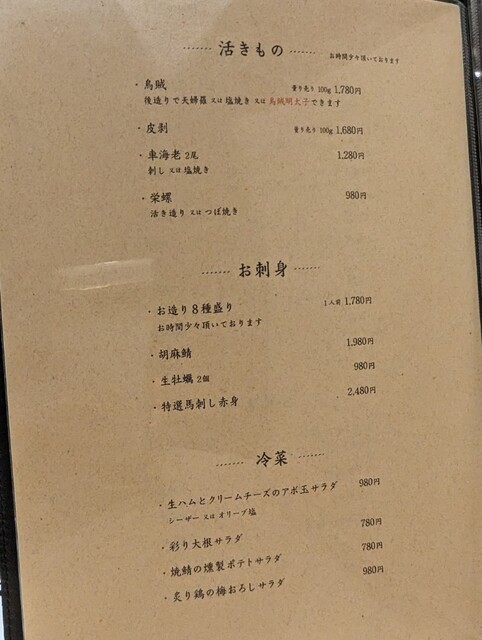 活きもの お時間少々頂いております
・烏賊 量り売り 100g 1,780円
後造りで天婦羅 又は 塩焼き 又は 烏賊明太子できます
・皮剥 量り売り 100g 1,680円
・車海老 2尾 1,280円
刺し 又は 塩焼き
・栄螺 980円
活き造り 又は つぼ焼き
お刺身
・お造り8種盛り 1人前 1,780円
お時間少々頂いております
・胡麻鯖 1,980円
・生牡蠣 2個 980円
・特選馬刺し赤身 2,480円
冷菜
・生ハムとクリームチーズのアボ玉サラダ 980円
シーザー 又は オリーブ塩
・彩り大根サラダ 780円
・焼鯖の燻製ポテトサラダ 780円
・炙り鶏の梅おろしサラダ 980円